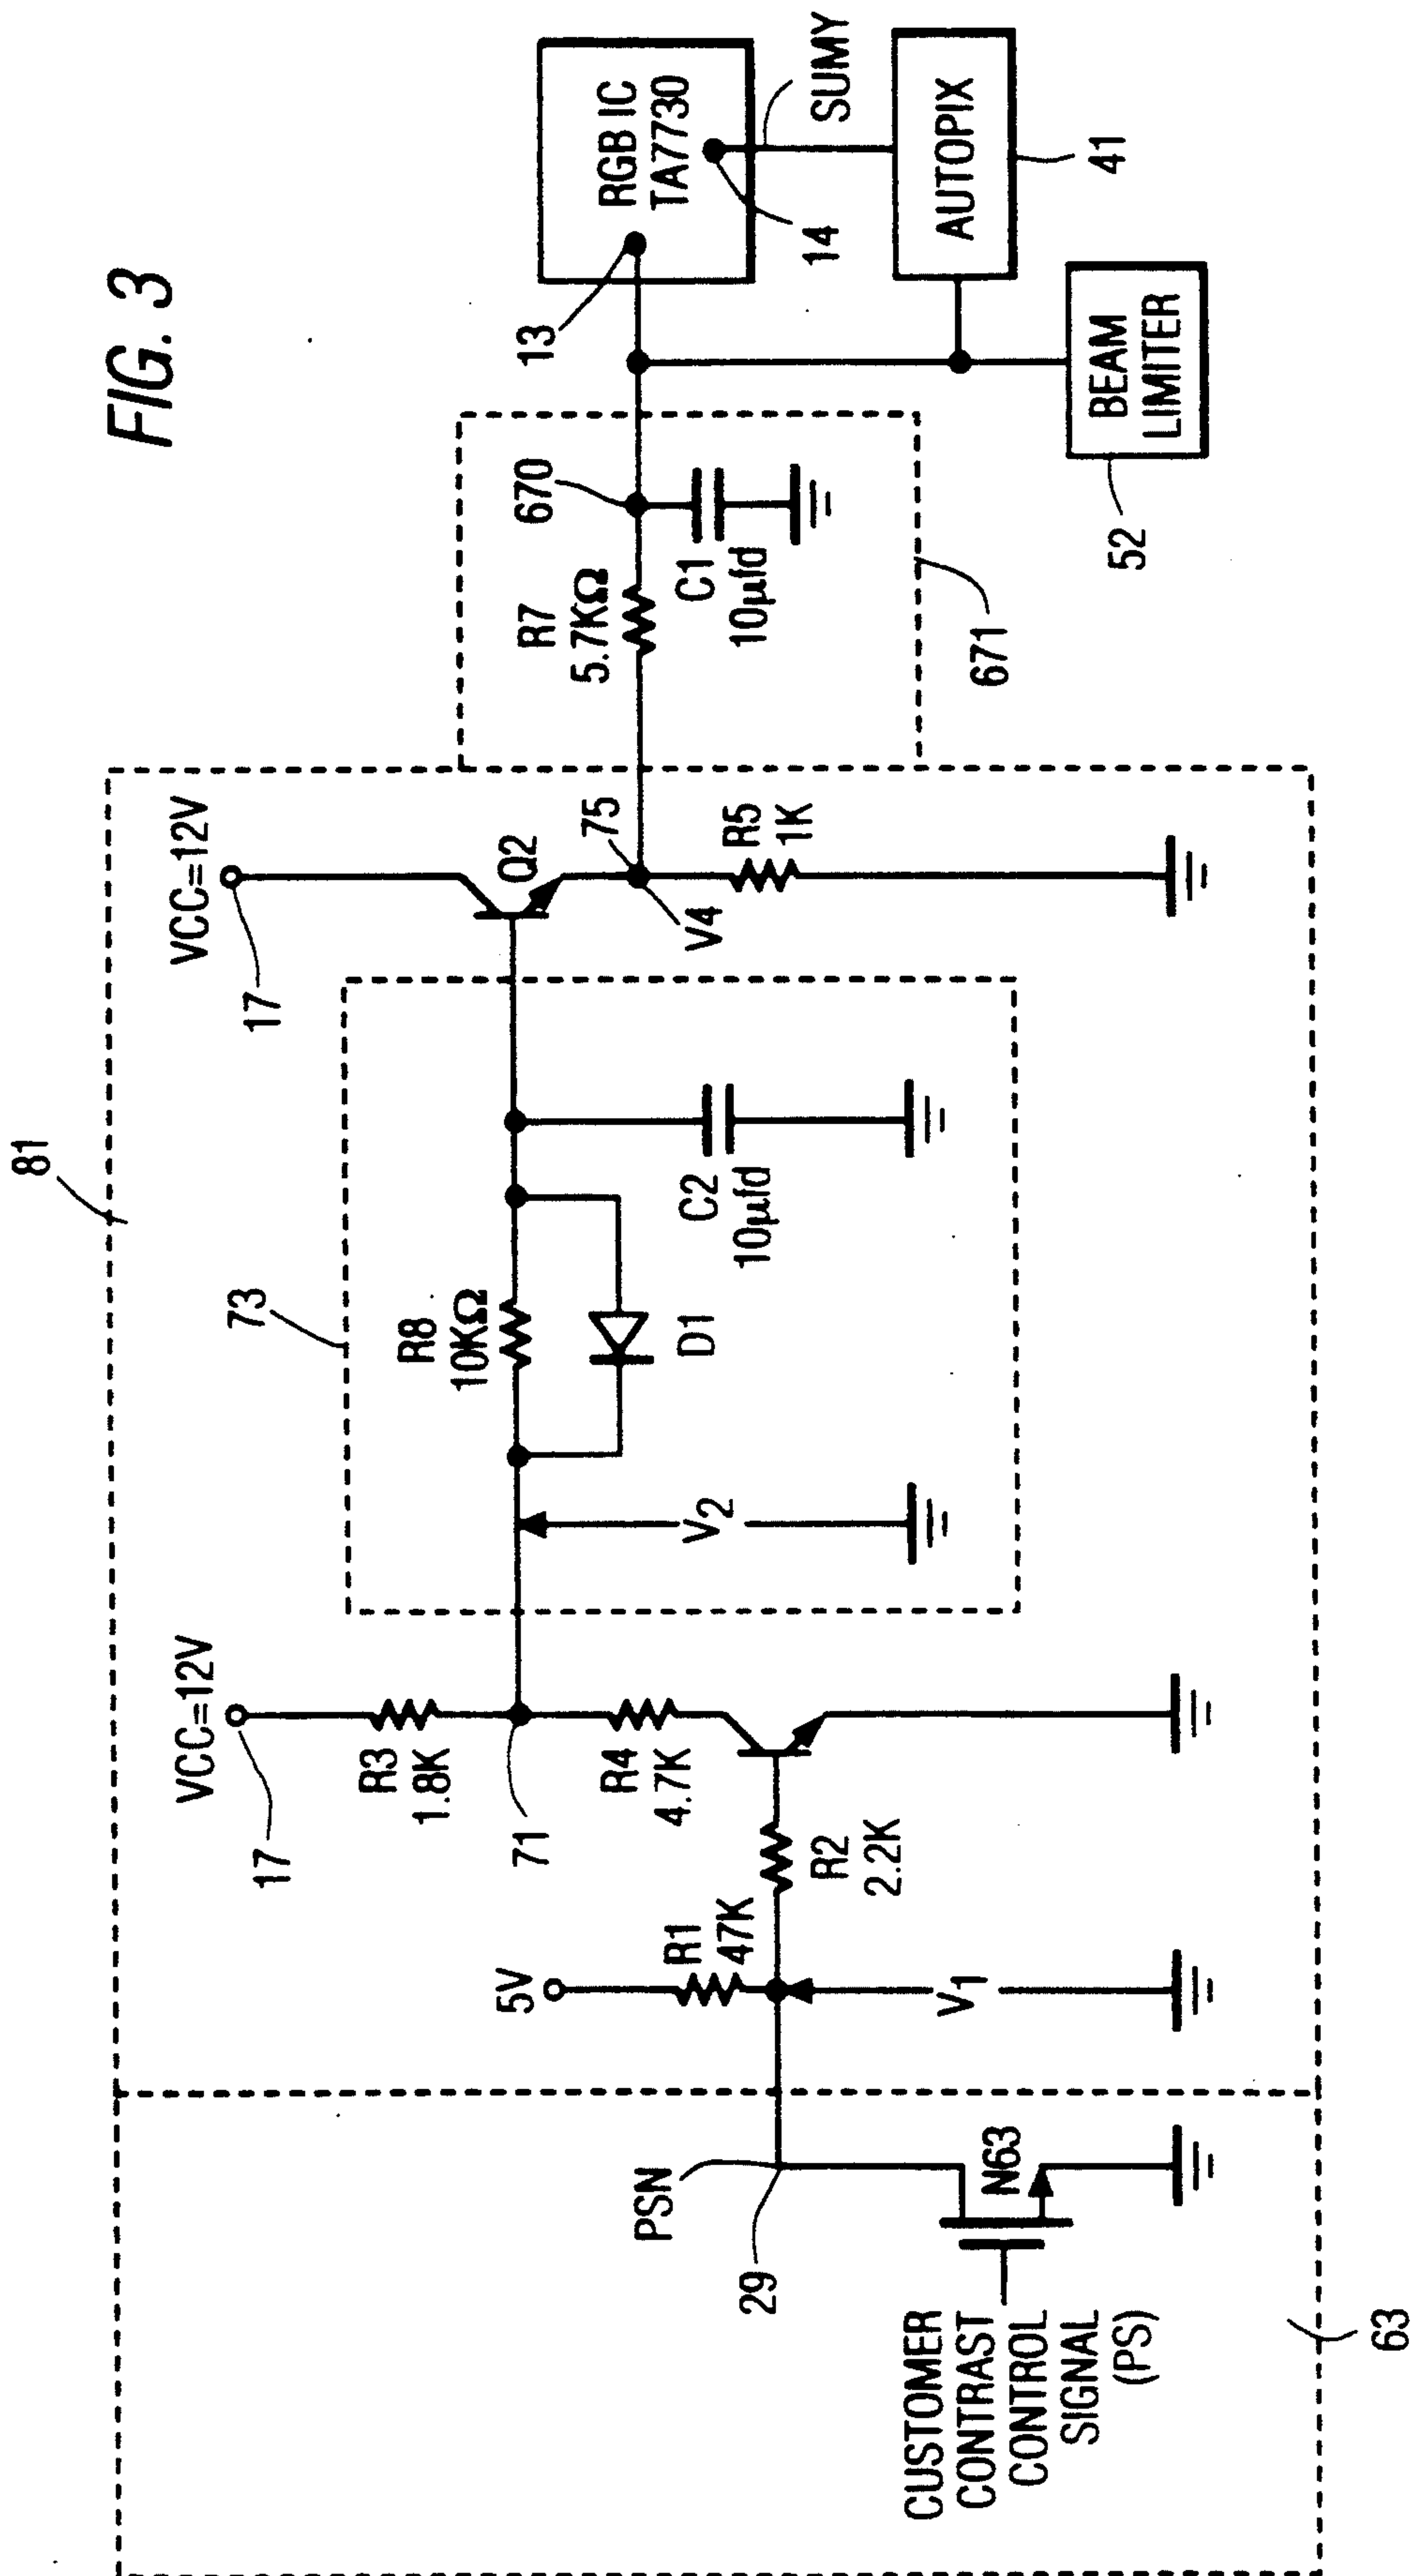 FIG. 3
81
63
CUSTOMER
CONTRAST
CONTROL
SIGNAL
(PS)
N63
PSN
29
5V
R1
47K
V1
R2
2.2K
VCC=12V
17
R3
1.8K
71
R4
4.7K
73
V2
R8
10KΩ
D1
C2
10μfd
VCC=12V
17
Q2
75
V4
R5
1K
R7
5.7KΩ
670
C1
10μfd
671
13
RGB IC
TA7730
14
SUMY
AUTOPIX
41
BEAM
LIMITER
52